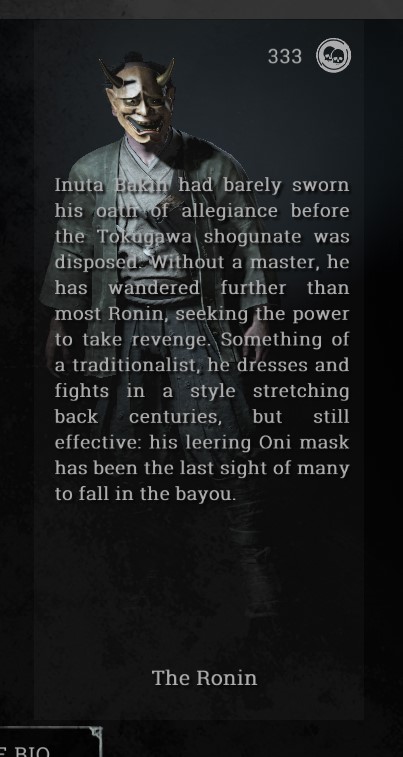 333
Inuta Bakin had barely sworn
his oath of allegiance before
the Tokugawa shogunate was
disposed. Without a master, he
has wandered further than
most Ronin, seeking the power
to take revenge. Something of
a traditionalist, he dresses and
fights in a style stretching
back centuries, but still
effective: his leering Oni mask
has been the last sight of many
to fall in the bayou.
The Ronin
BIO